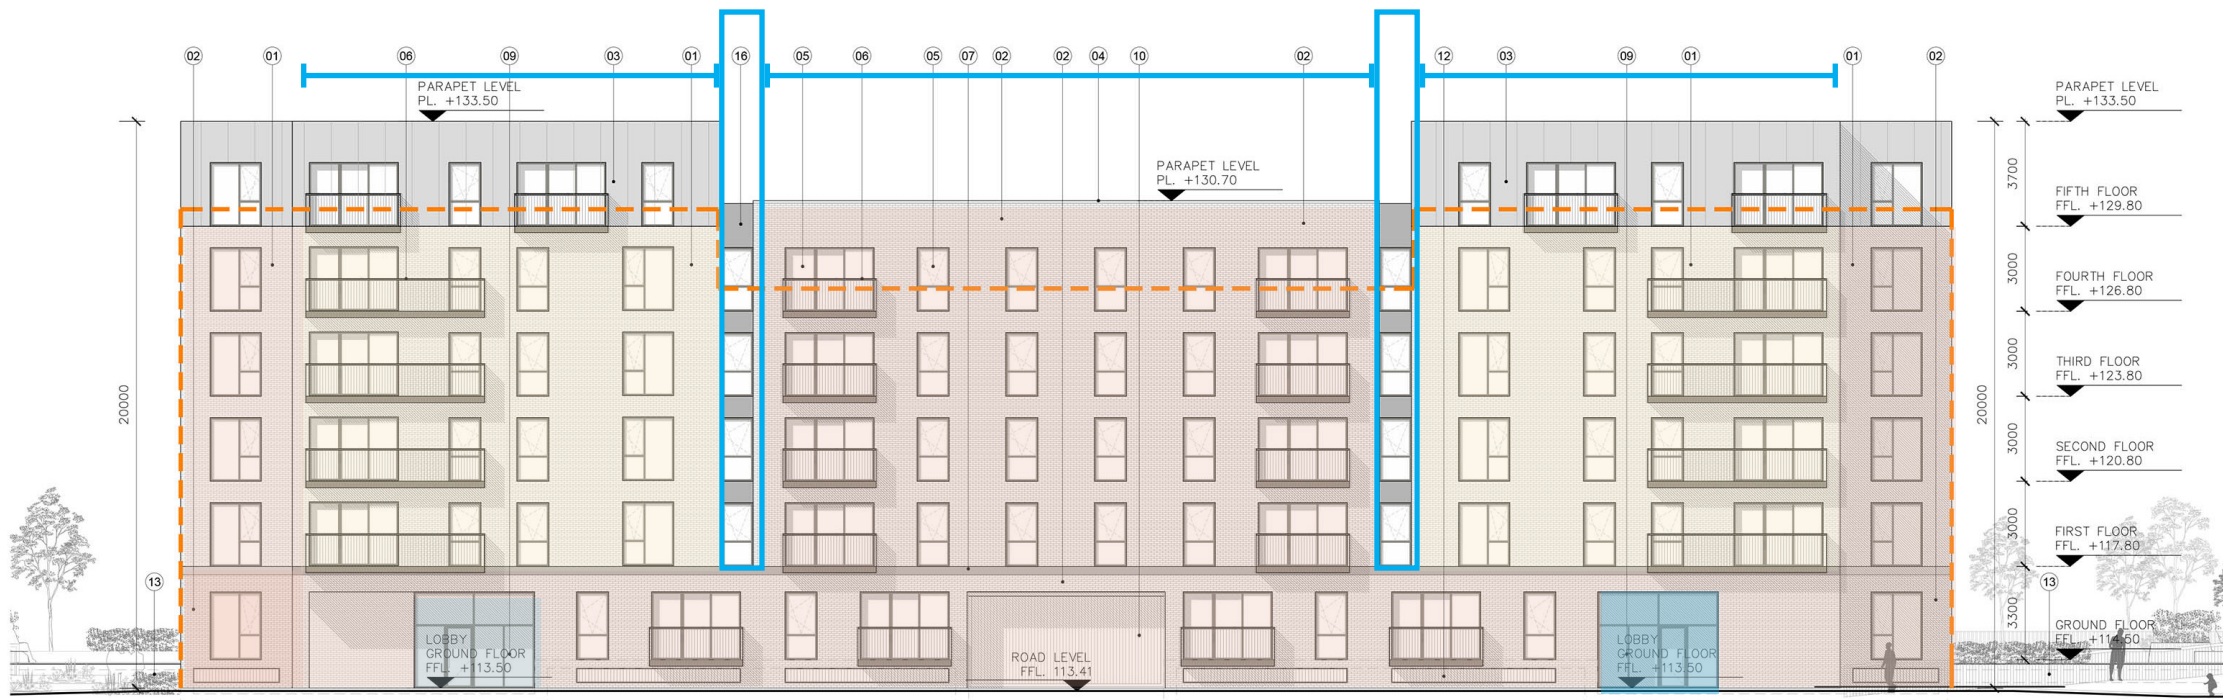 02
01
06
09
03
01
16
05
06
05
07
02
02
04
10
02
12
03
09
01
01
02
PARAPET LEVEL
PL. +133.50
PARAPET LEVEL
PL. +130.70
PARAPET LEVEL
PL. +133.50
3700
FIFTH FLOOR
FFL. +129.80
3000
FOURTH FLOOR
FFL. +126.80
3000
THIRD FLOOR
FFL. +123.80
20000
20000
3000
SECOND FLOOR
FFL. +120.80
3000
FIRST FLOOR
FFL. +117.80
13
13
3300
GROUND FLOOR
FFL. +114.50
LOBBY
GROUND FLOOR
FFL. +113.50
ROAD LEVEL
FFL. 113.41
LOBBY
GROUND FLOOR
FFL. +113.50